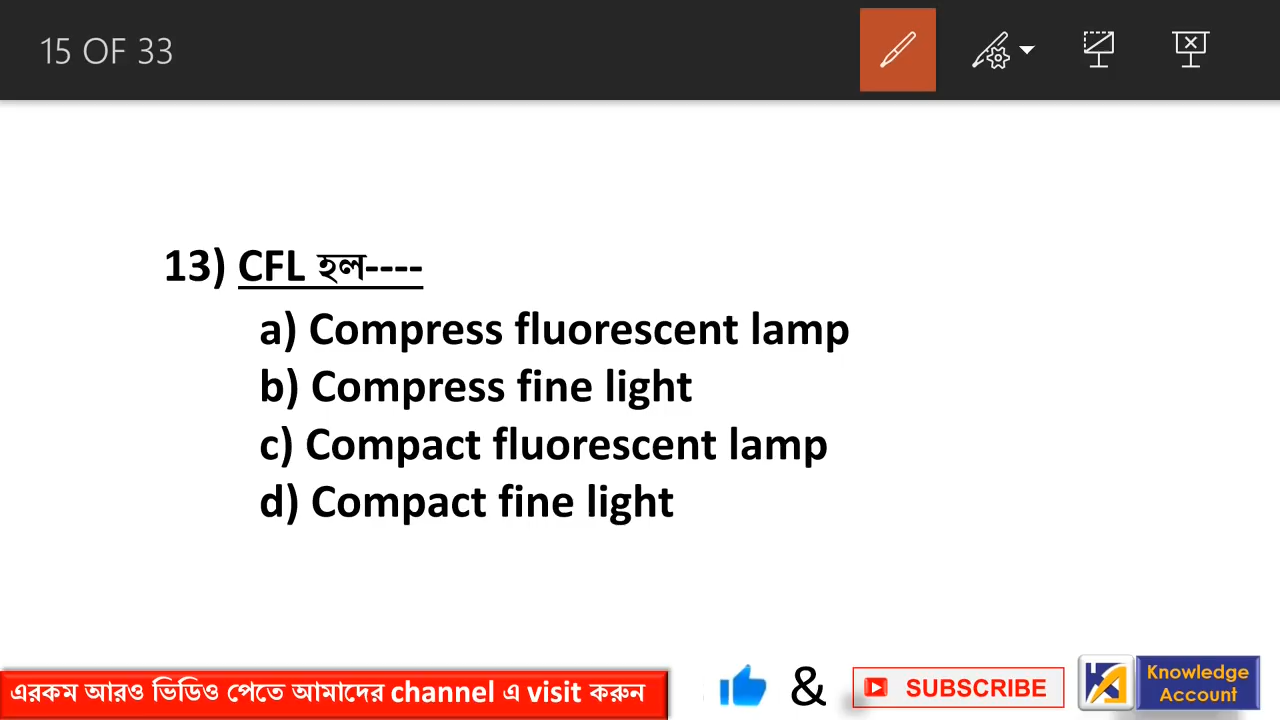 15 OF 33
13) CFL হল----
a) Compress fluorescent lamp
b) Compress fine light
c) Compact fluorescent lamp
d) Compact fine light
এরকম আরও ভিডিও পেতে আমাদের channel এ visit করুন
& SUBSCRIBE
Knowledge
Account